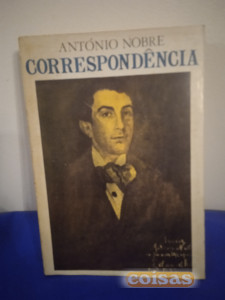 ANTÓNIO NOBRE
CORRESPONDÊNCIA
coisas